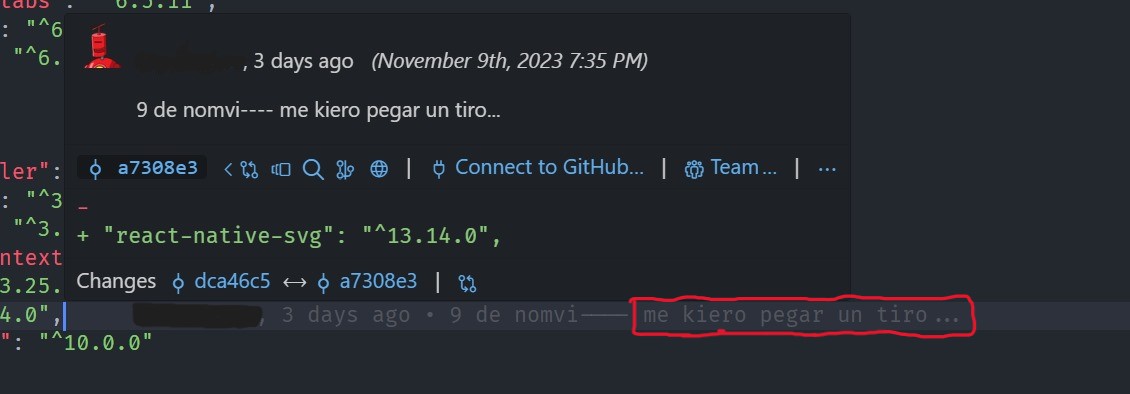 tabs": "^6.5.11",
: "^6
"^6.
, 3 days ago (November 9th, 2023 7:35 PM)
9 de nomvi---- me kiero pegar un tiro...
a7308e3 | Connect to GitHub... | Team... | ...
ler":
: "^3
-
"^3.
+ "react-native-svg": "^13.14.0",
ntext
3.25.
Changes dca46c5 ↔ a7308e3 |
4.0", , 3 days ago • 9 de nomvi---- me kiero pegar un tiro...
": "^10.0.0"